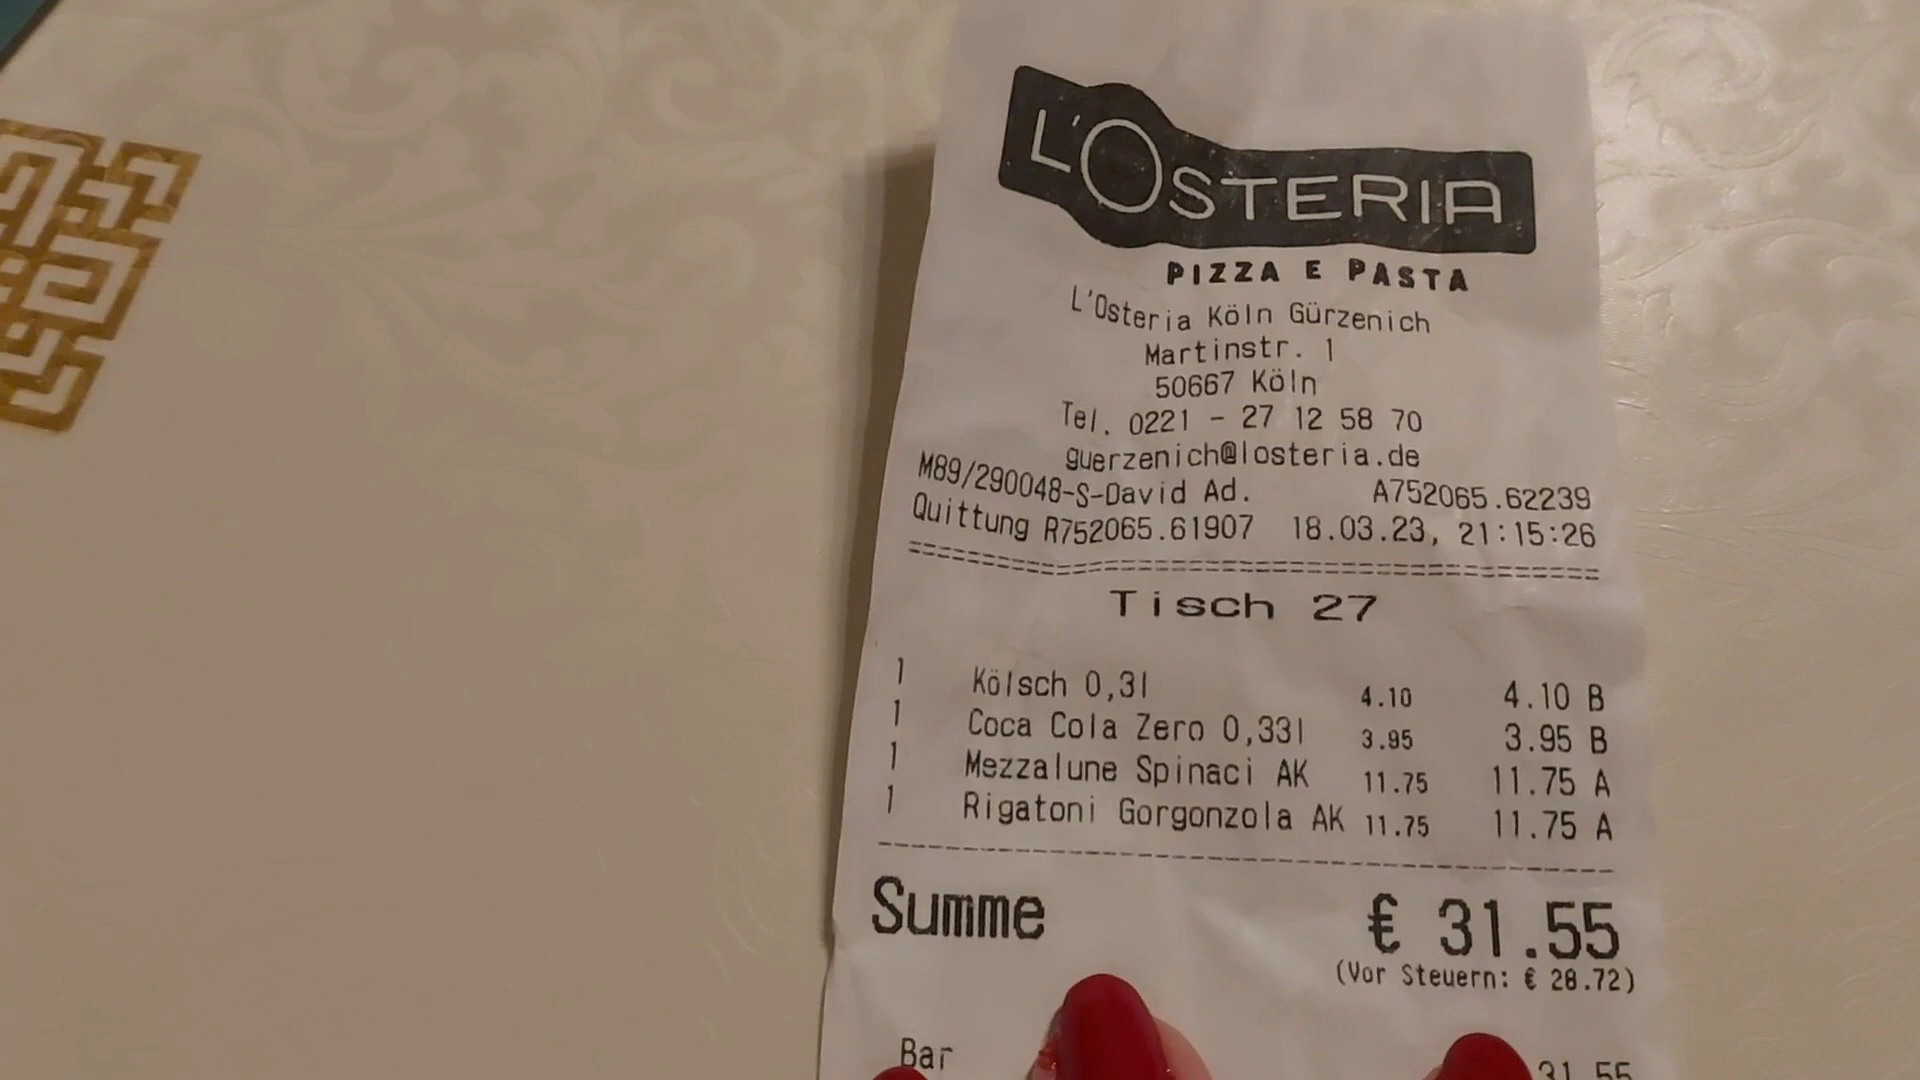 L'OSTERIA
PIZZA E PASTA
L'Osteria Köln Gürzenich
Martinstr. 1
50667 Köln
Tel. 0221 - 27 12 58 70
guerzenich@losteria.de
M89/290048-S-David Ad. A752065.62239
Quittung R752065.61907 18.03.23, 21:15:26
Tisch 27
1 Kölsch 0,3l 4.10 4.10 B
1 Coca Cola Zero 0,33l 3.95 3.95 B
1 Mezzalune Spinaci AK 11.75 11.75 A
1 Rigatoni Gorgonzola AK 11.75 11.75 A
Summe € 31.55
(Vor Steuern: € 28.72)
Bar 31.55